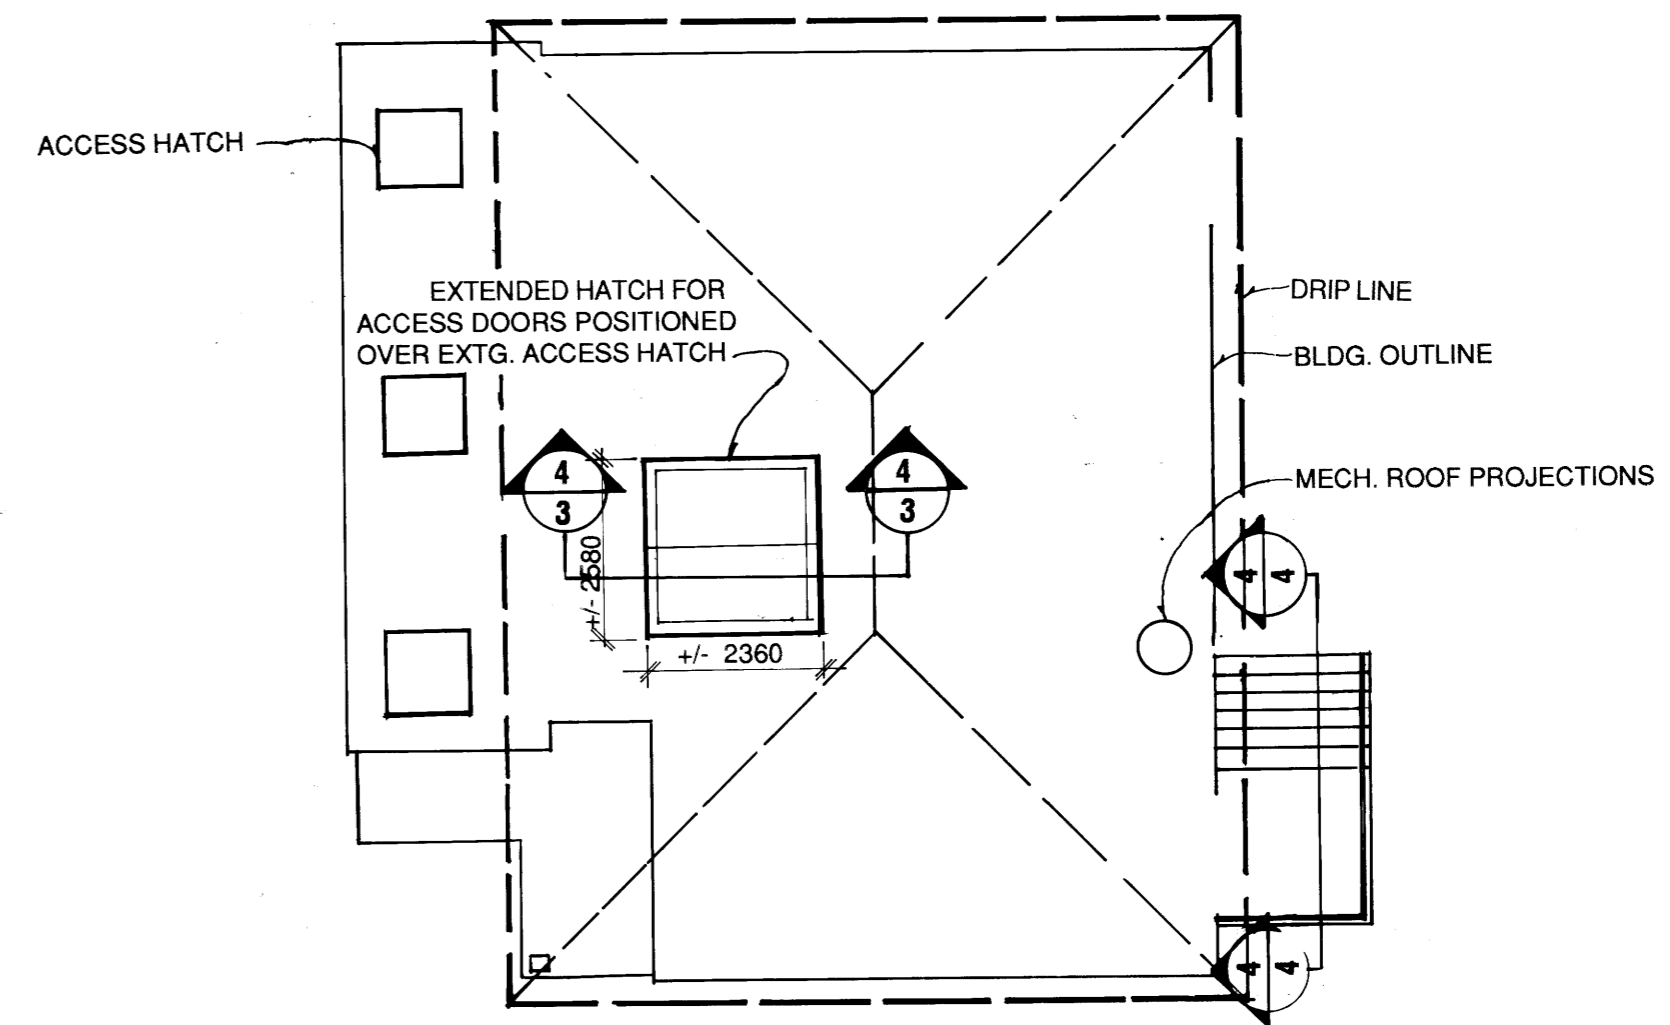 ACCESS HATCH
EXTENDED HATCH FOR
ACCESS DOORS POSITIONED
OVER EXTG. ACCESS HATCH
DRIP LINE
BLDG. OUTLINE
MECH. ROOF PROJECTIONS
4
3
4
3
+/- 2580
+/- 2360
4
4
4
4